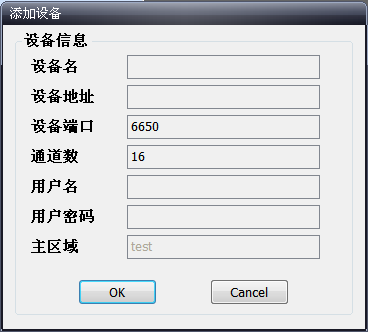 添加设备
设备信息
设备名
设备地址
设备端口 6650
通道数 16
用户名
用户密码
主区域 test
OK Cancel